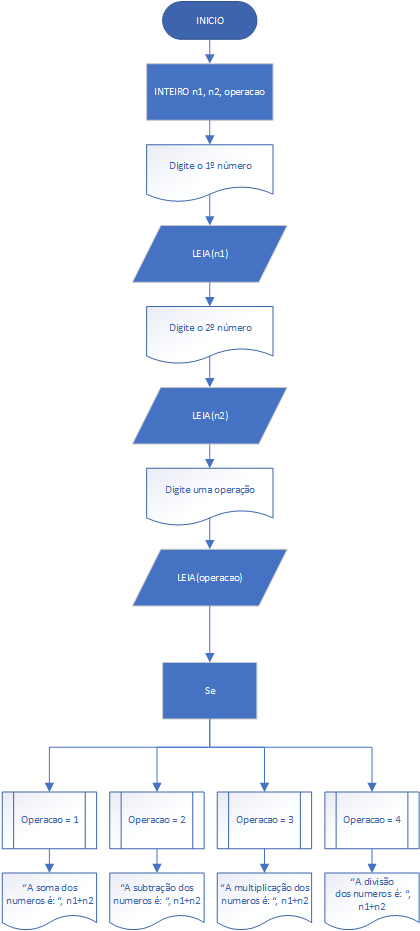 INICIO
INTEIRO n1, n2, operacao
Digite o 1º número
LEIA(n1)
Digite o 2º número
LEIA(n2)
Digite uma operação
LEIA(operacao)
Se
Operacao = 1
Operacao = 2
Operacao = 3
Operacao = 4
“A soma dos
numeros é: “, n1+n2
“A subtração dos
numeros é: “, n1+n2
“A multiplicação dos
numeros é: “, n1+n2
“A divisão
dos numeros é: “,
n1+n2